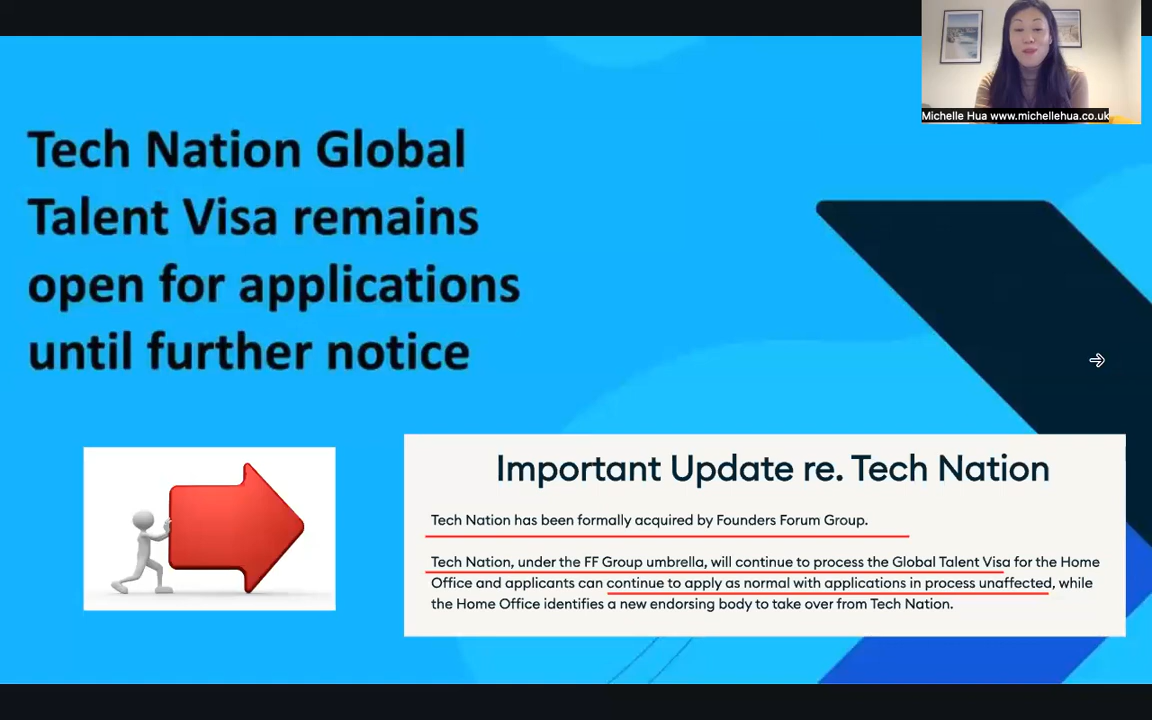 Michelle Hua www.michellehua.co.uk
Tech Nation Global
Talent Visa remains
open for applications
until further notice
Important Update re. Tech Nation
Tech Nation has been formally acquired by Founders Forum Group.
Tech Nation, under the FF Group umbrella, will continue to process the Global Talent Visa for the Home
Office and applicants can continue to apply as normal with applications in process unaffected, while
the Home Office identifies a new endorsing body to take over from Tech Nation.